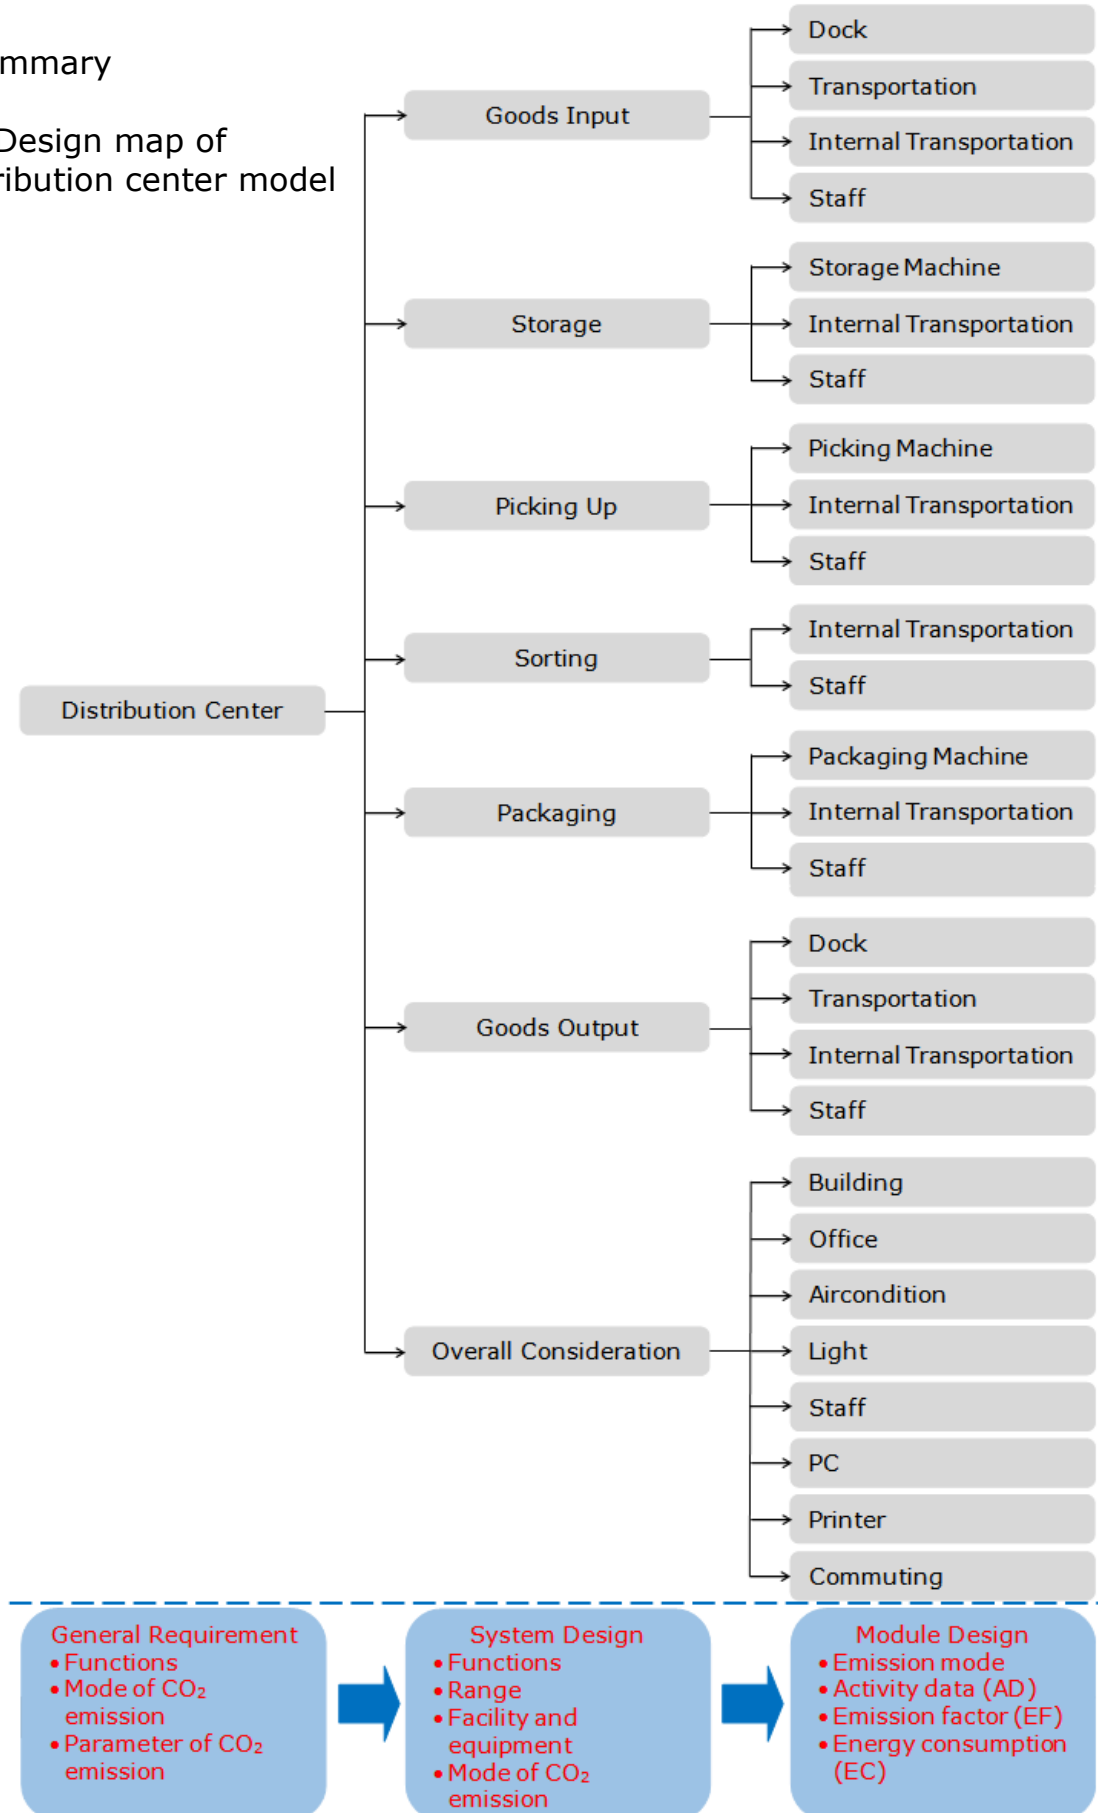 mmary
Design map of
ribution center model
Distribution Center
Goods Input
Dock
Transportation
Internal Transportation
Staff
Storage
Storage Machine
Internal Transportation
Staff
Picking Up
Picking Machine
Internal Transportation
Staff
Sorting
Internal Transportation
Staff
Packaging
Packaging Machine
Internal Transportation
Staff
Goods Output
Dock
Transportation
Internal Transportation
Staff
Overall Consideration
Building
Office
Aircondition
Light
Staff
PC
Printer
Commuting
General Requirement
• Functions
• Mode of CO₂
emission
• Parameter of CO₂
emission
System Design
• Functions
• Range
• Facility and
equipment
• Mode of CO₂
emission
Module Design
• Emission mode
• Activity data (AD)
• Emission factor (EF)
• Energy consumption
(EC)